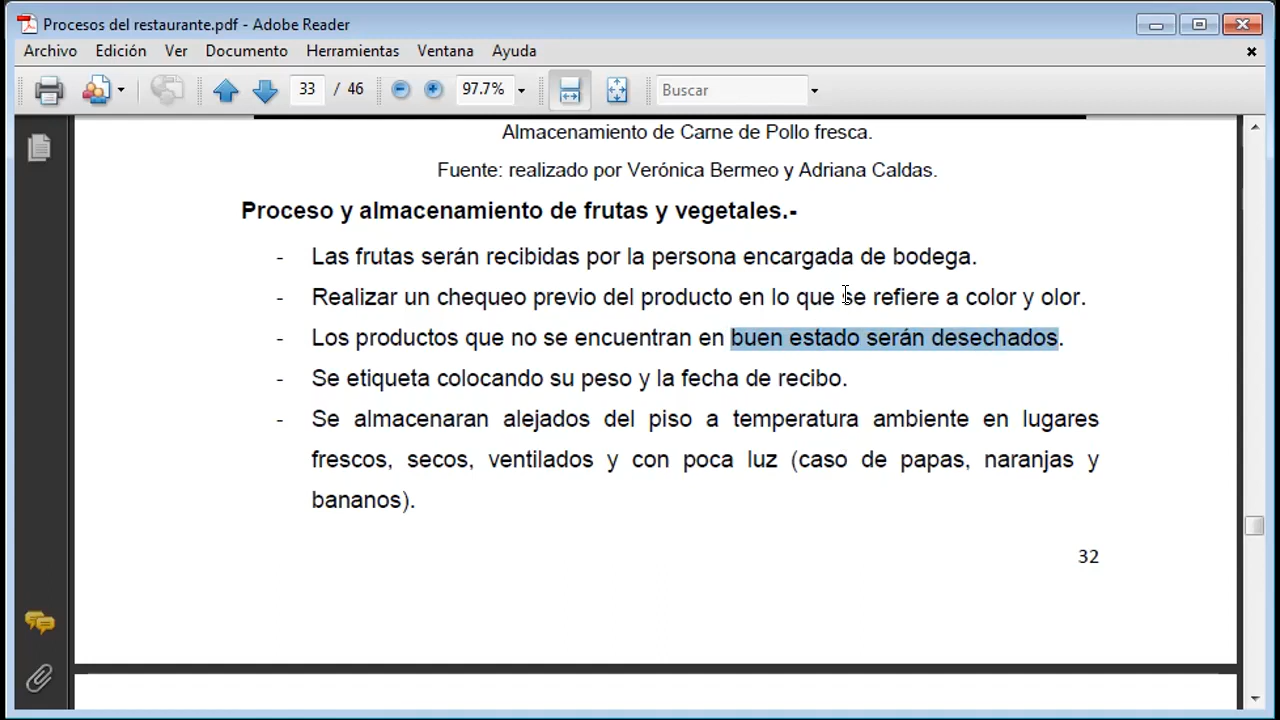 Procesos del restaurante.pdf - Adobe Reader
Archivo Edición Ver Documento Herramientas Ventana Ayuda
33 / 46 97.7% Buscar
Almacenamiento de Carne de Pollo fresca.
Fuente: realizado por Verónica Bermeo y Adriana Caldas.
Proceso y almacenamiento de frutas y vegetales.-
- Las frutas serán recibidas por la persona encargada de bodega.
- Realizar un chequeo previo del producto en lo que se refiere a color y olor.
- Los productos que no se encuentran en buen estado serán desechados.
- Se etiqueta colocando su peso y la fecha de recibo.
- Se almacenaran alejados del piso a temperatura ambiente en lugares
frescos, secos, ventilados y con poca luz (caso de papas, naranjas y
bananos).
32